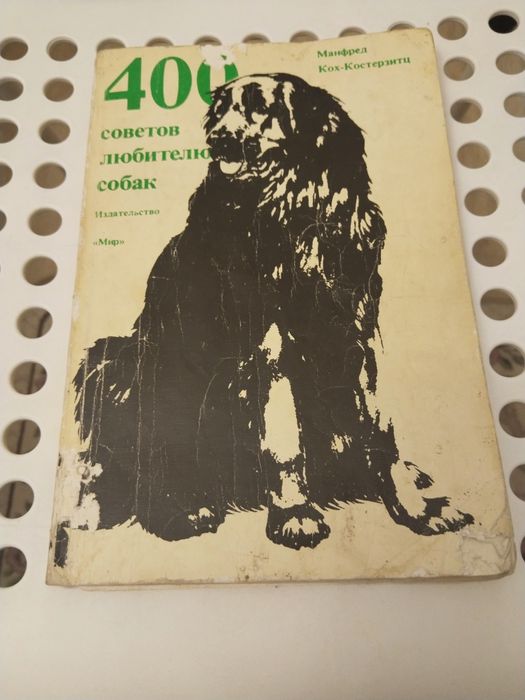 Манфред
Кох-Костерзитц
400
советов
любителю
собак
Издательство
«Мир»